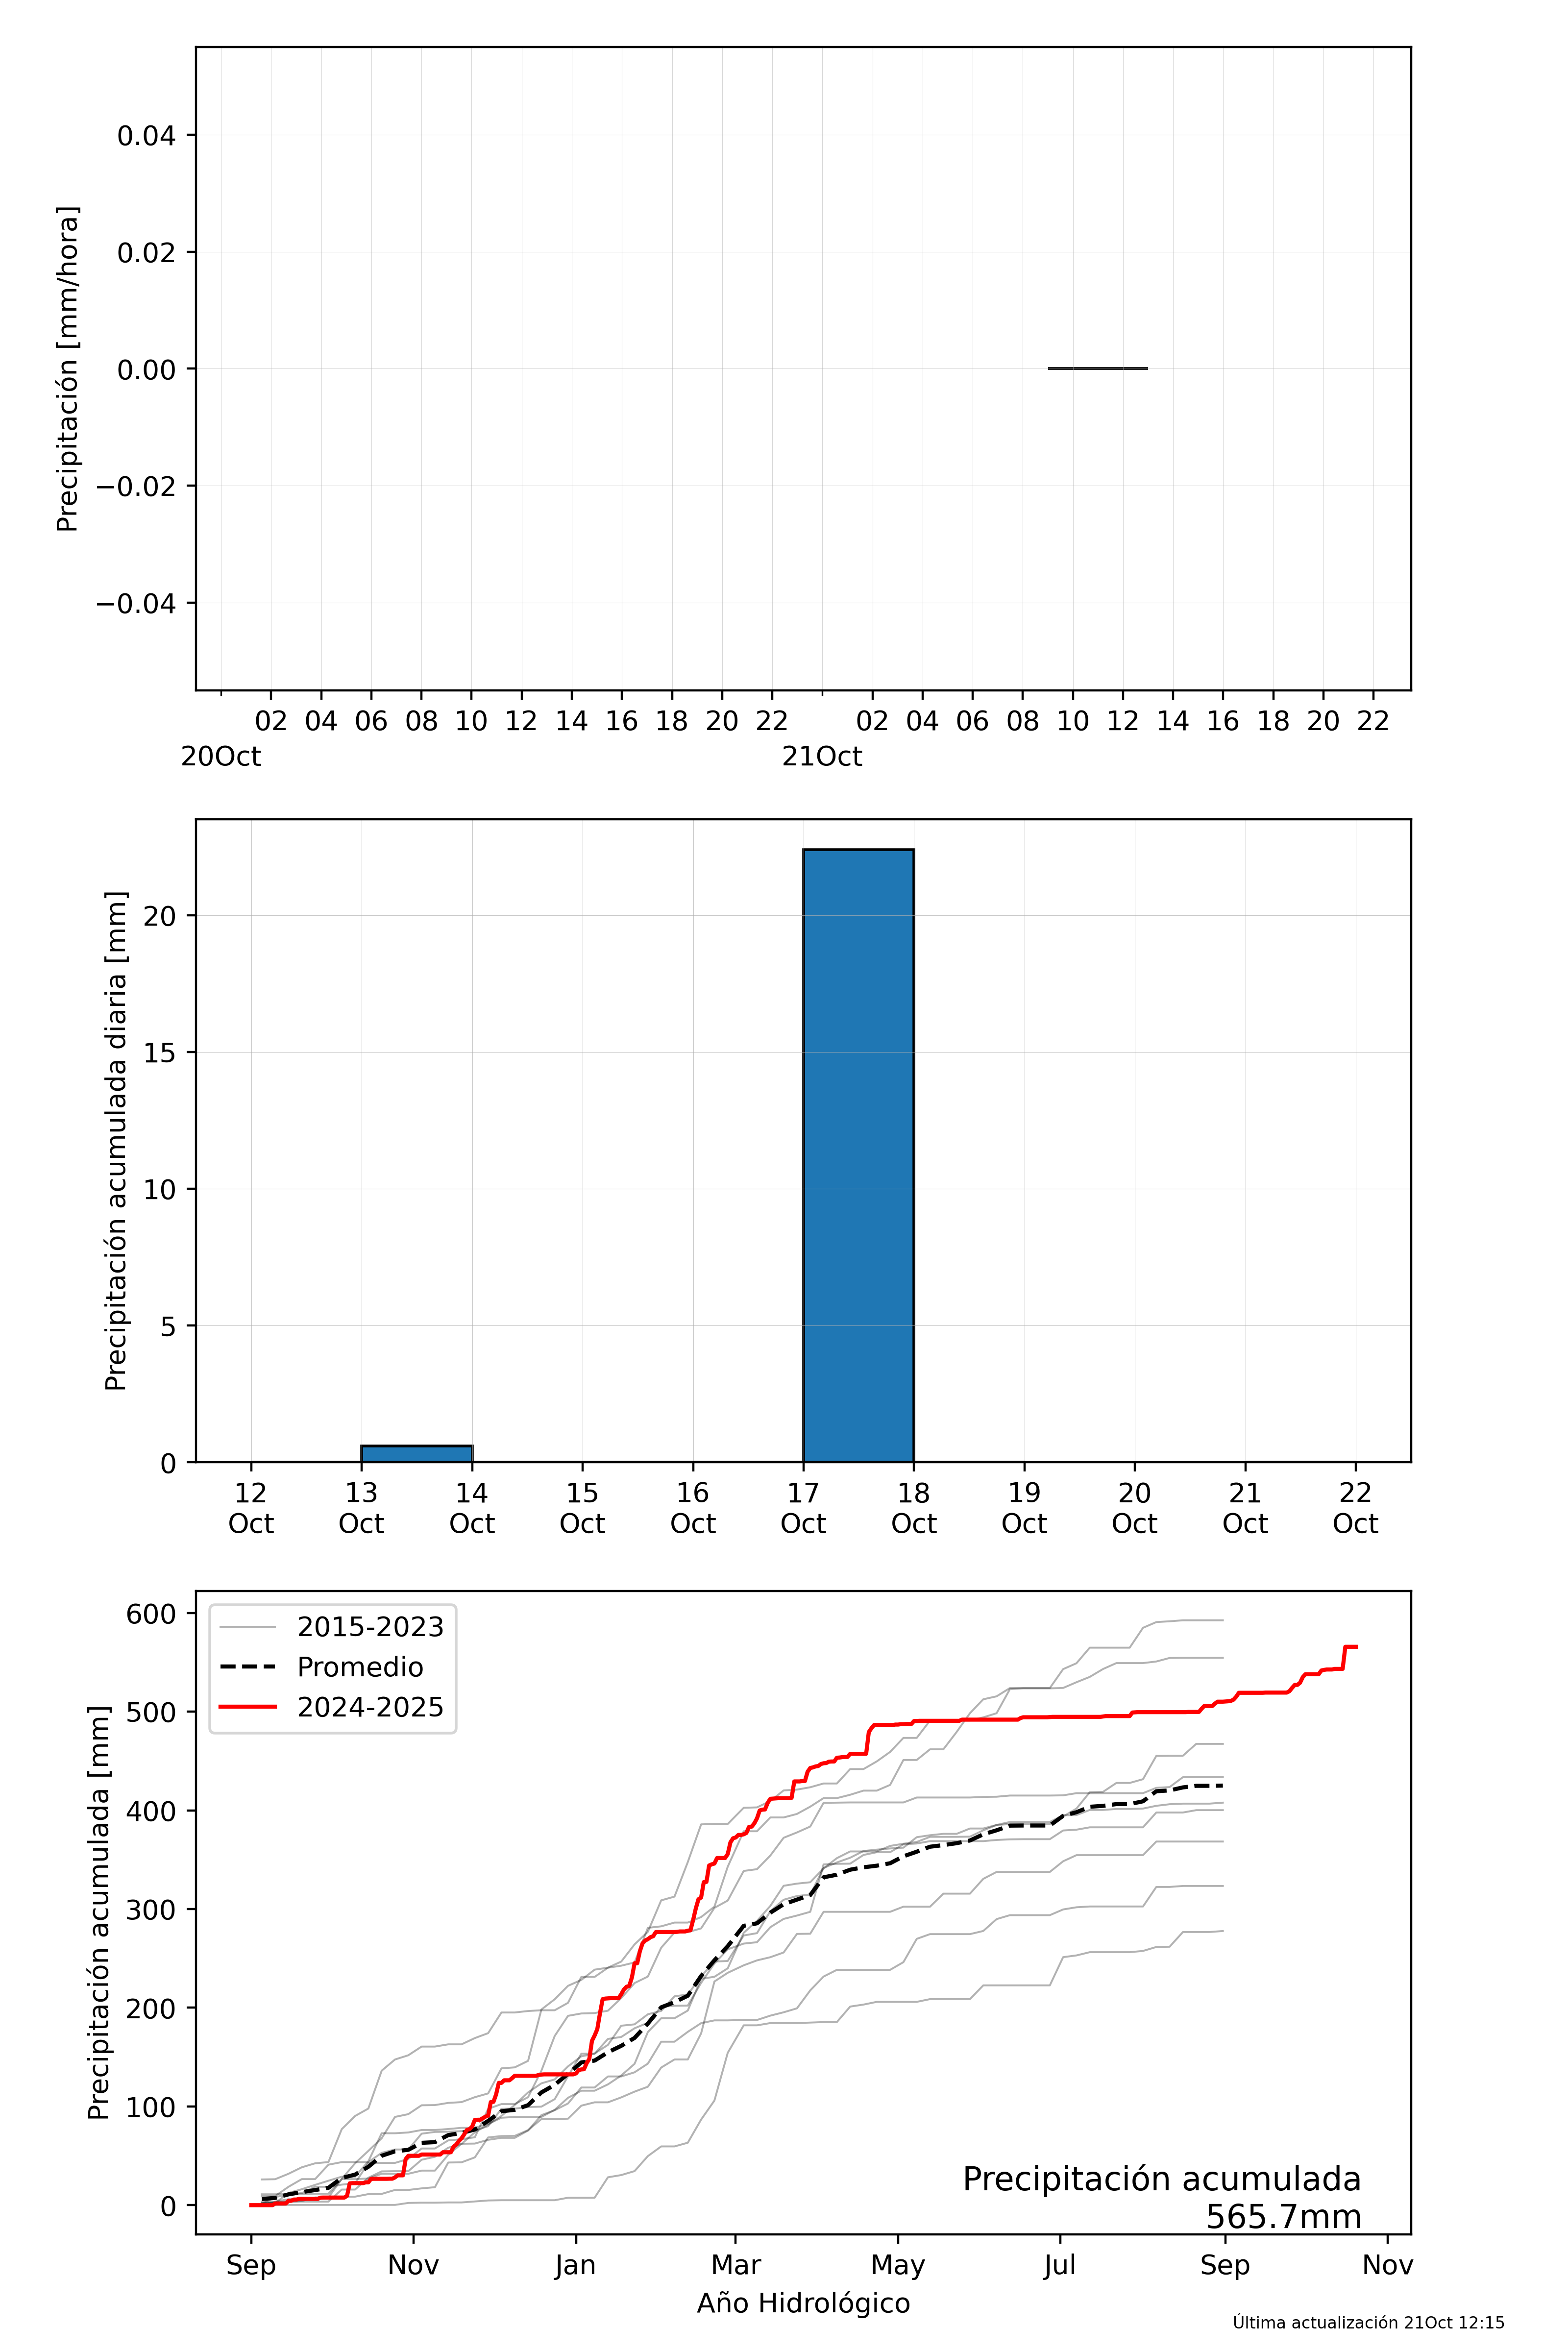 Precipitación [mm/hora]
0.04
0.02
0.00
−0.02
−0.04
02 04 06 08 10 12 14 16 18 20 22 02 04 06 08 10 12 14 16 18 20 22
20Oct 21Oct
Precipitación acumulada diaria [mm]
20
15
10
5
0
12 13 14 15 16 17 18 19 20 21 22
Oct Oct Oct Oct Oct Oct Oct Oct Oct Oct Oct
Precipitación acumulada [mm]
600
500
400
300
200
100
0
2015-2023
Promedio
2024-2025
Precipitación acumulada
565.7mm
Sep Nov Jan Mar May Jul Sep Nov
Año Hidrológico
Última actualización 21Oct 12:15